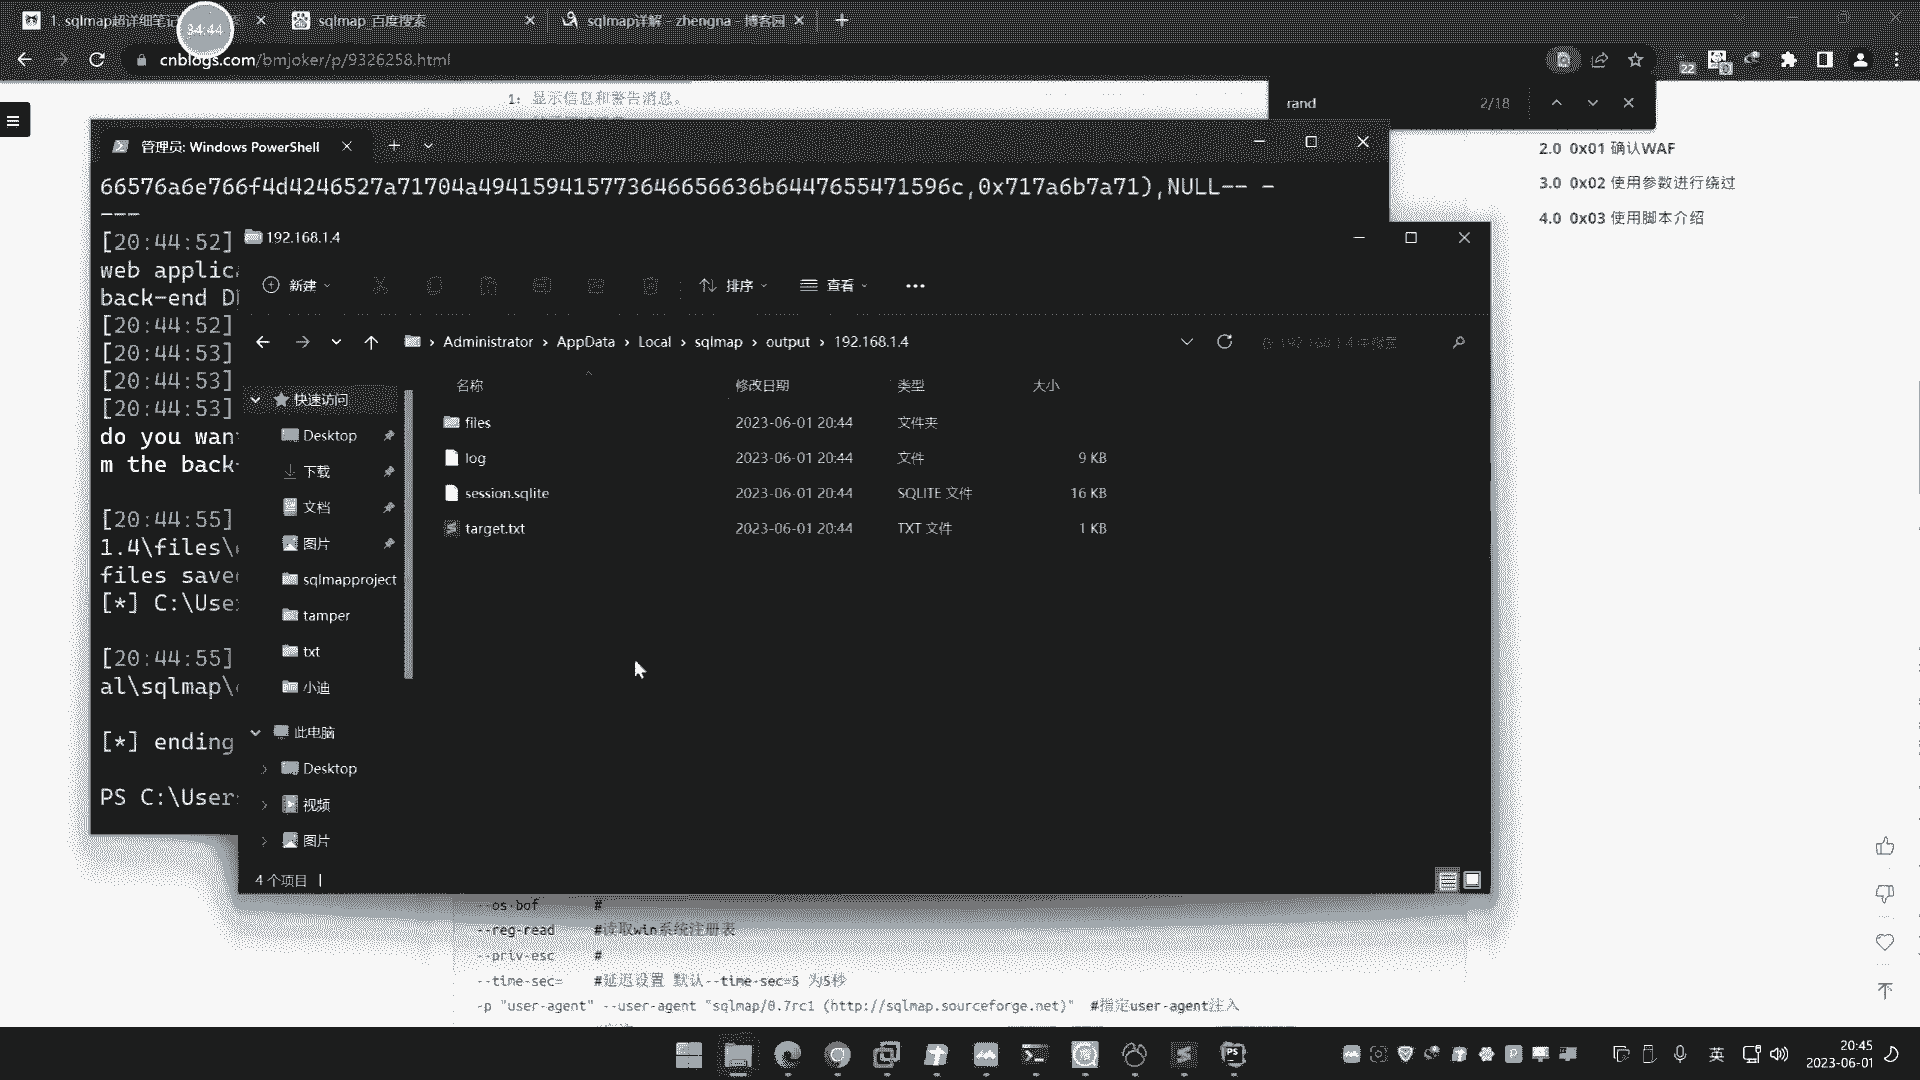 1. sqlmap超详细笔记
34:44
sqlmap_百度搜索
sqlmap详解 - zhengna - 博客园
cnblogs.com/bmjoker/p/9326258.html
22
0
1: 显示信息和警告消息。
rand
2/18
2.0 0x01 确认WAF
3.0 0x02 使用参数进行绕过
4.0 0x03 使用脚本介绍
管理员: Windows PowerShell
66576a6e766f4d4246527a71704a494159415773646656636b6447655471596c,0x717a6b7a71),NULL-- -
---
[20:44:52]
web applic
back-end D
[20:44:52]
[20:44:53]
[20:44:53]
[20:44:53]
do you wan
m the back-
[20:44:55]
1.4\files\
files save
[*] C:\Use
[20:44:55]
al\sqlmap\
[*] ending
PS C:\User
192.168.1.4
新建
排序
查看
Administrator
AppData
Local
sqlmap
output
192.168.1.4
名称
修改日期
类型
大小
files
2023-06-01 20:44
文件夹
log
2023-06-01 20:44
文件
9 KB
session.sqlite
2023-06-01 20:44
SQLITE 文件
16 KB
target.txt
2023-06-01 20:44
TXT 文件
1 KB
快速访问
Desktop
下载
文档
图片
sqlmapproject
tamper
txt
小迪
此电脑
Desktop
视频
图片
4 个项目
--os-bof #
--reg-read #读取win系统注册表
--priv-esc #
--time-sec= #延迟设置 默认--time-sec=5 为5秒
-p "user-agent" --user-agent "sqlmap/0.7rc1 (http://sqlmap.sourceforge.net)" #指定user-agent注入
英
20:45
2023-06-01